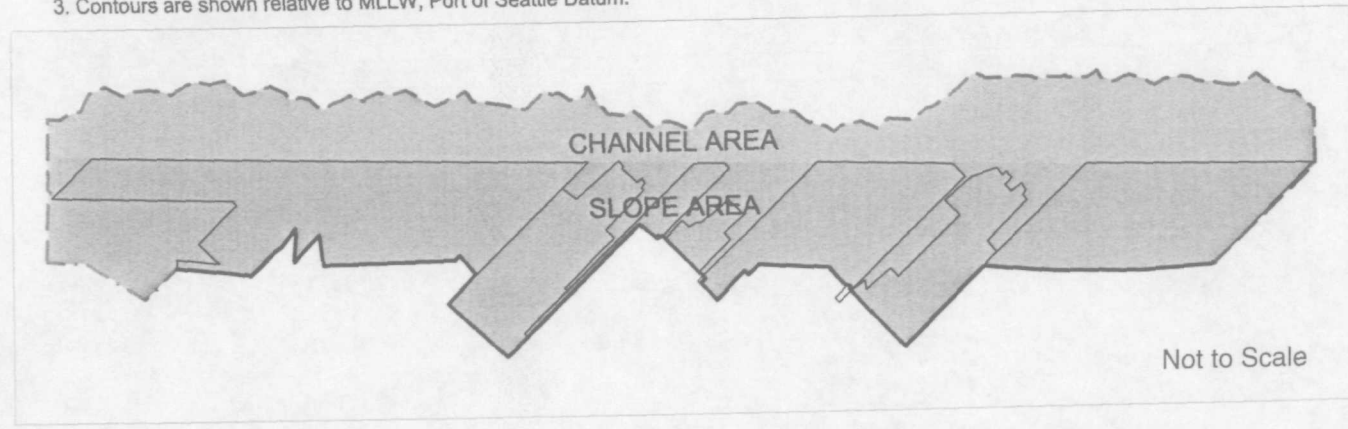 3. Contours are shown relative to MLLW, Port of Seattle Datum.
CHANNEL AREA
SLOPE AREA
Not to Scale